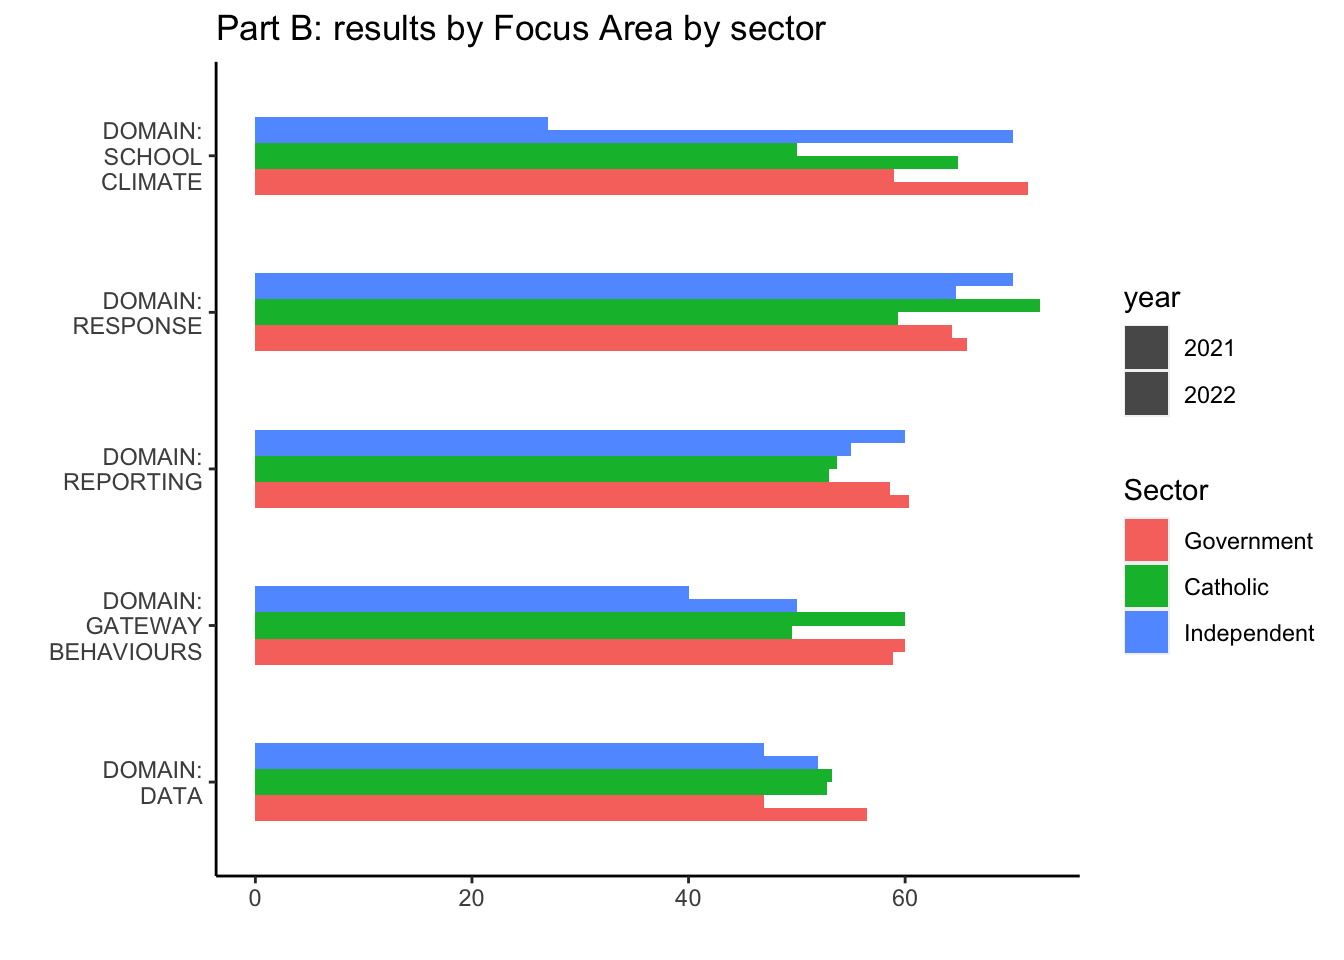 Part B: results by Focus Area by sector
DOMAIN:
SCHOOL
CLIMATE
DOMAIN:
RESPONSE
DOMAIN:
REPORTING
DOMAIN:
GATEWAY
BEHAVIOURS
DOMAIN:
DATA
0
20
40
60
year
2021
2022
Sector
Government
Catholic
Independent